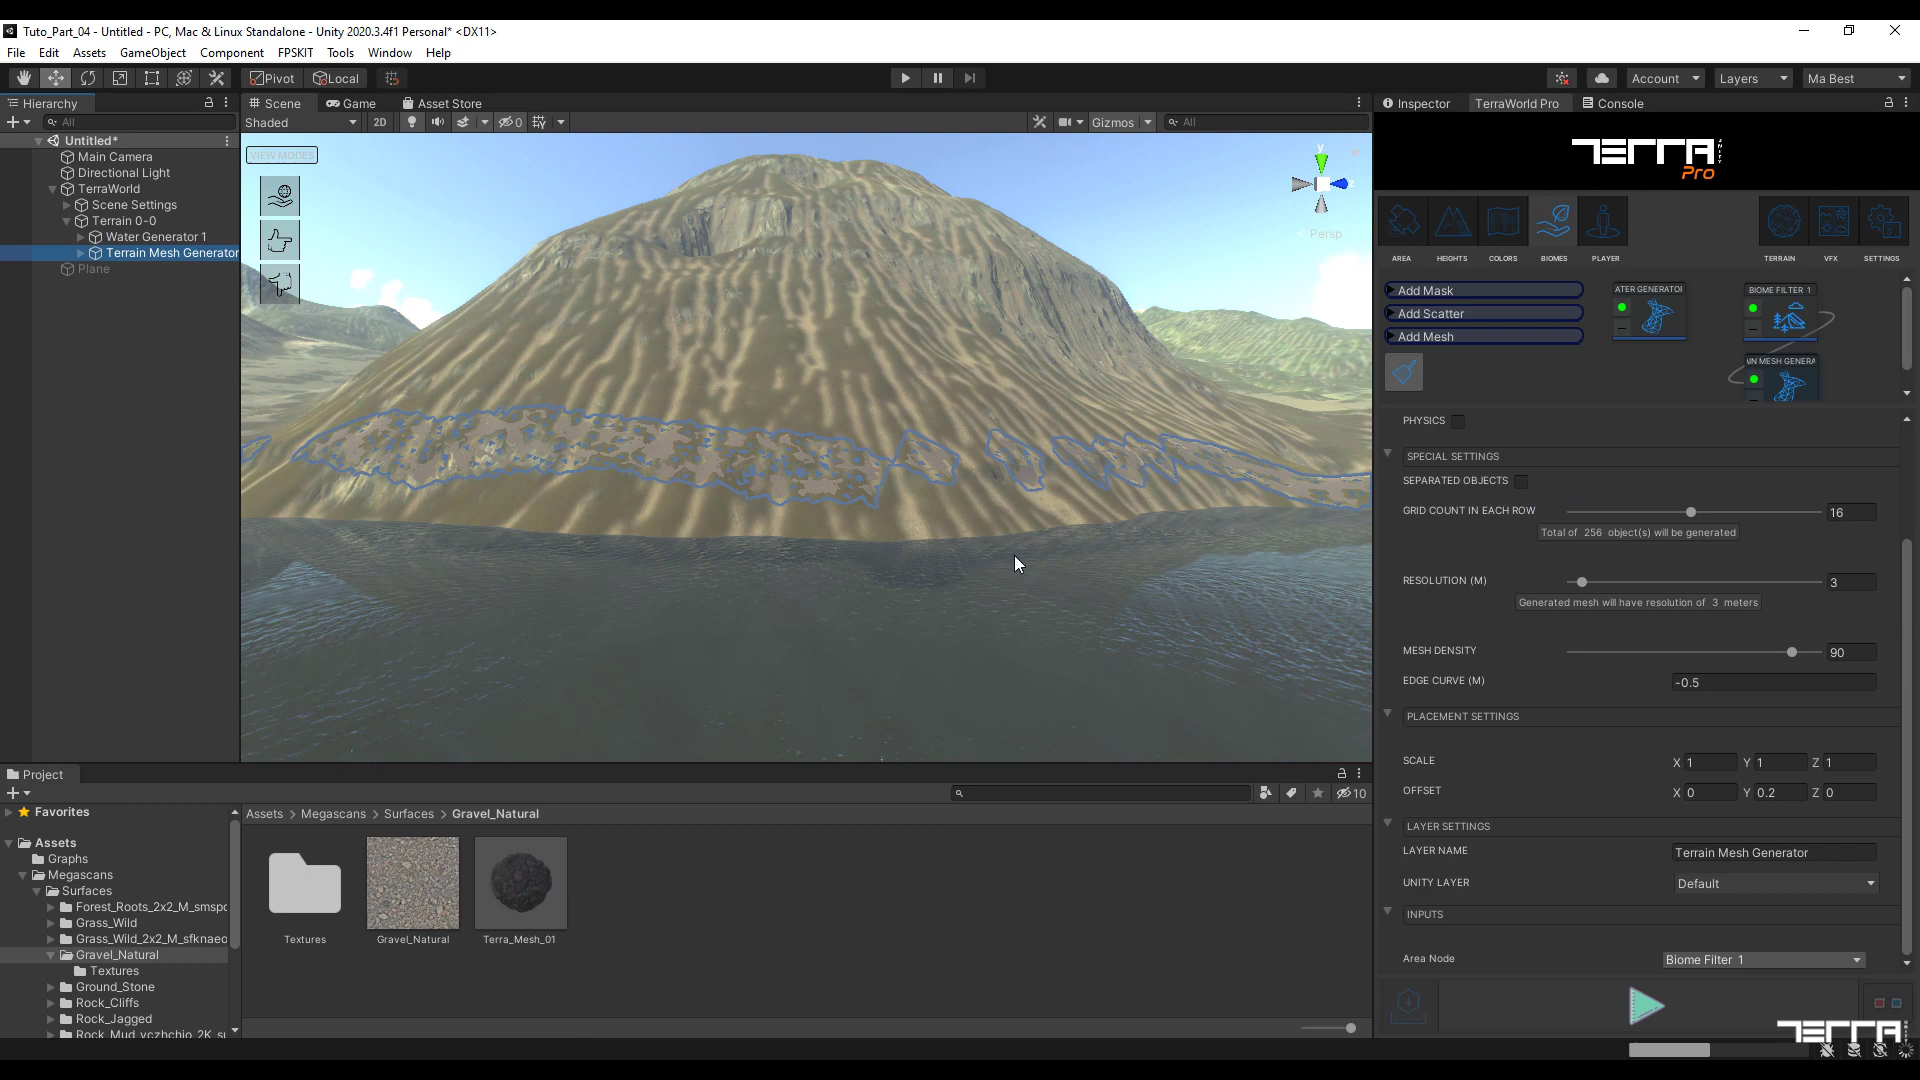 Tuto_Part_04 - Untitled - PC, Mac & Linux Standalone - Unity 2020.3.4f1 Personal* <DX11>
File Edit Assets GameObject Component FPSKIT Tools Window Help
Pivot Local Account Layers Ma Best
Hierarchy
All
Untitled*
Main Camera
Directional Light
TerraWorld
Scene Settings
Terrain 0-0
Water Generator 1
Terrain Mesh Generator
Plane
Scene Game Asset Store
Shaded 2D 0 Gizmos All
VIEW MODES
y
z
Persp
Inspector TerraWorld Pro Console
TERRA UNITY
Pro
AREA HEIGHTS COLORS BIOMES PLAYER TERRAIN VFX SETTINGS
Add Mask
Add Scatter
Add Mesh
ATER GENERATOR
BIOME FILTER 1
IN MESH GENERA
PHYSICS
SPECIAL SETTINGS
SEPARATED OBJECTS
GRID COUNT IN EACH ROW 16
Total of 256 object(s) will be generated
RESOLUTION (M) 3
Generated mesh will have resolution of 3 meters
MESH DENSITY 90
EDGE CURVE (M) -0.5
PLACEMENT SETTINGS
SCALE X 1 Y 1 Z 1
OFFSET X 0 Y 0.2 Z 0
LAYER SETTINGS
LAYER NAME Terrain Mesh Generator
UNITY LAYER Default
INPUTS
Area Node Biome Filter 1
TERRA
Project
10
Favorites
Assets
Graphs
Megascans
Surfaces
Forest_Roots_2x2_M_smspc
Grass_Wild
Grass_Wild_2x2_M_sfknaeo
Gravel_Natural
Textures
Ground_Stone
Rock_Cliffs
Rock_Jagged
Rock_Mud_vczhchio_2K_su
Assets > Megascans > Surfaces > Gravel_Natural
Textures
Gravel_Natural
Terra_Mesh_01